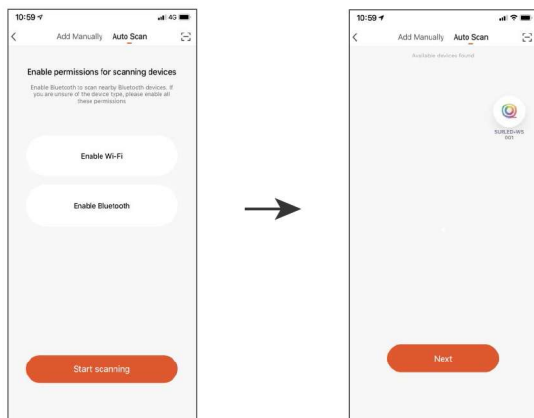 10:59
4G
Add Manually Auto Scan
Enable permissions for scanning devices
Enable Bluetooth to scan nearby Bluetooth devices. If
you are unsure of the device type, please enable all
these permissions
Enable Wi-Fi
Enable Bluetooth
Start scanning
10:59
Add Manually Auto Scan
Available devices found
001
Next